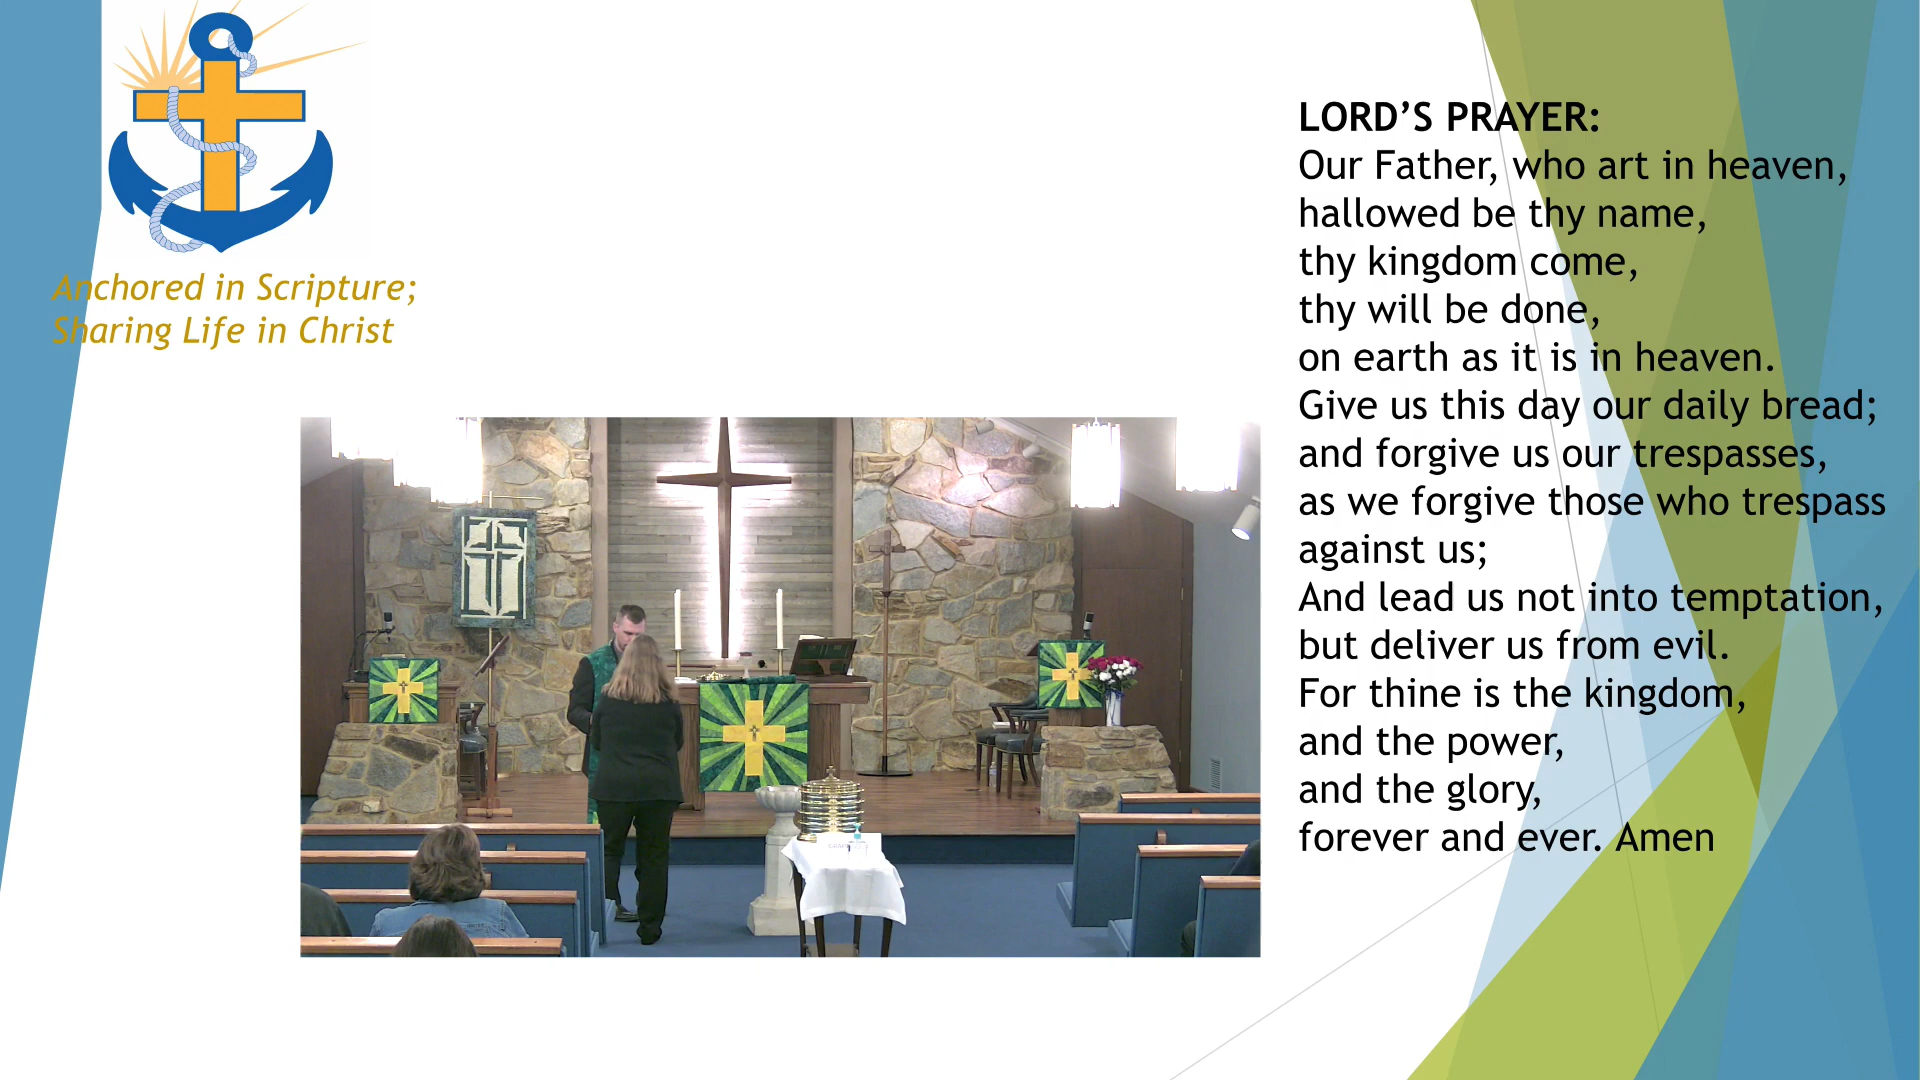 Anchored in Scripture;
Sharing Life in Christ
LORD’S PRAYER:
Our Father, who art in heaven,
hallowed be thy name,
thy kingdom come,
thy will be done,
on earth as it is in heaven.
Give us this day our daily bread;
and forgive us our trespasses,
as we forgive those who trespass
against us;
And lead us not into temptation,
but deliver us from evil.
For thine is the kingdom,
and the power,
and the glory,
forever and ever. Amen